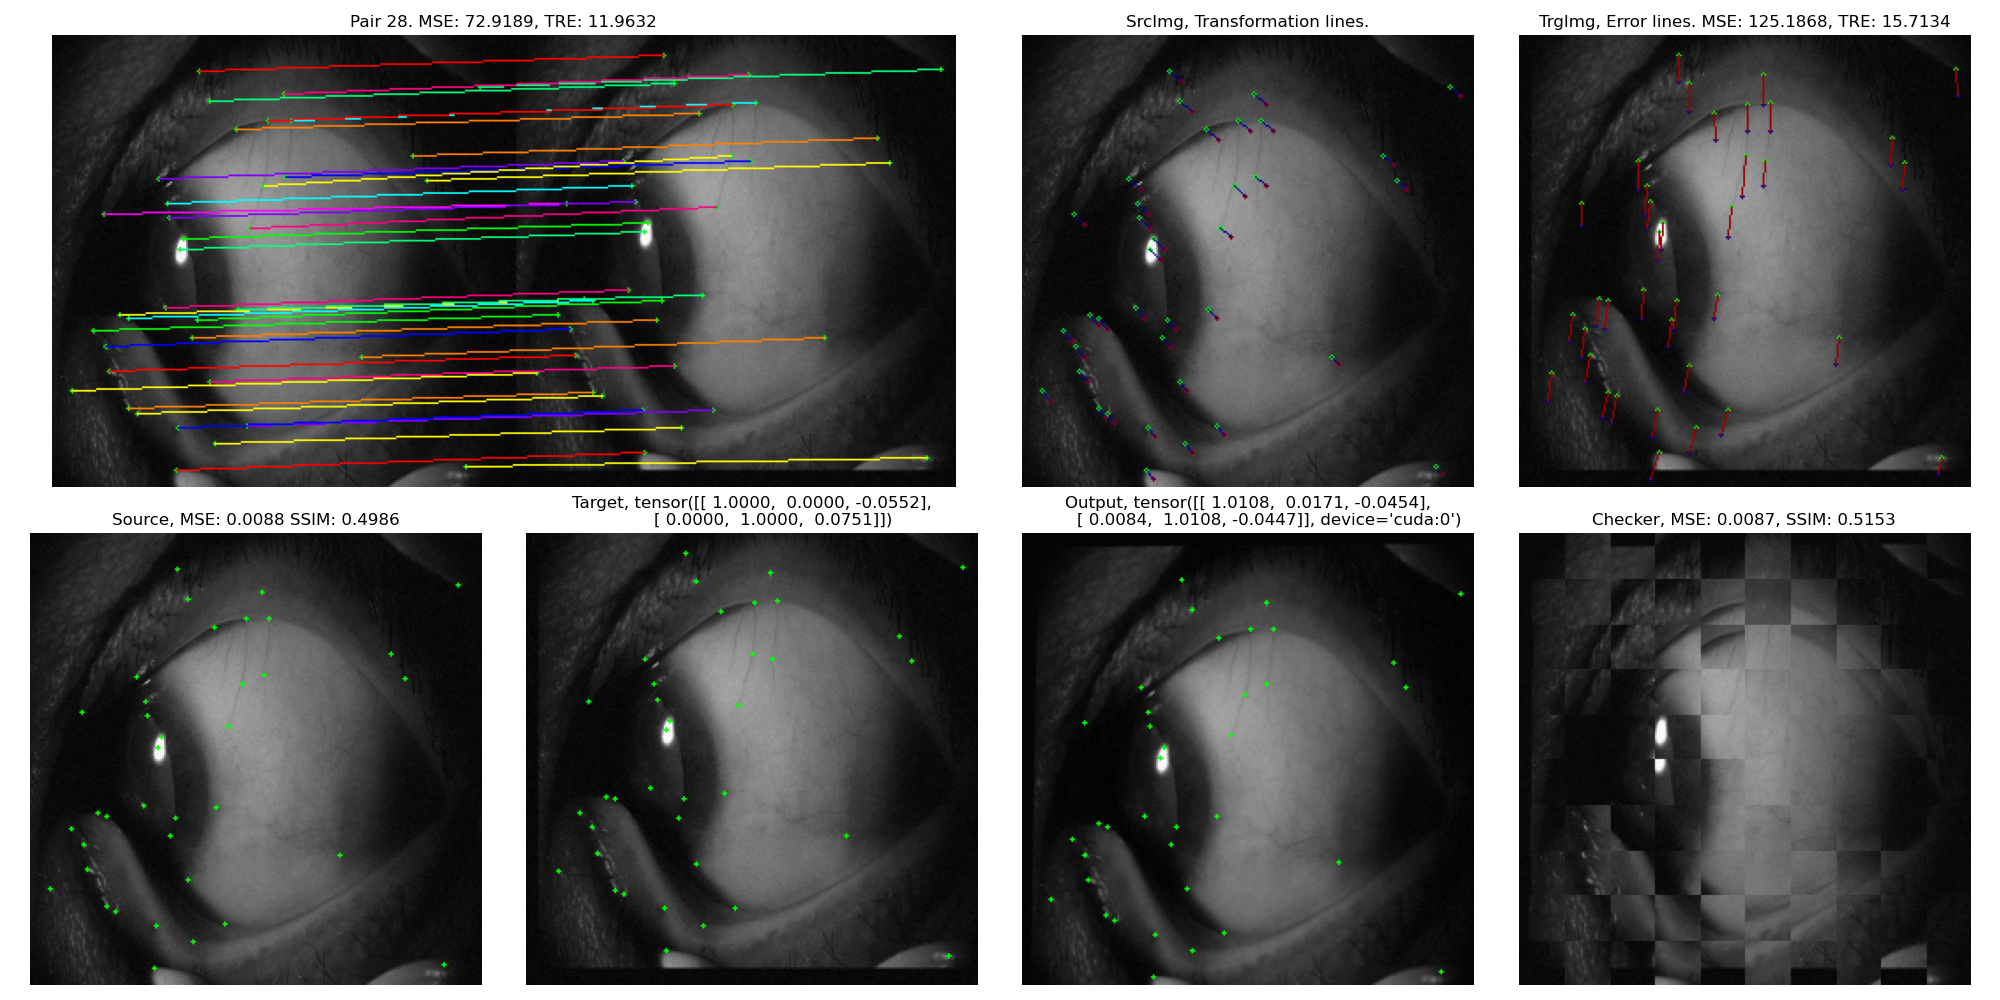 Pair 28. MSE: 72.9189, TRE: 11.9632
SrcImg, Transformation lines.
TrgImg, Error lines. MSE: 125.1868, TRE: 15.7134
Source, MSE: 0.0088 SSIM: 0.4986
Target, tensor([[ 1.0000,  0.0000, -0.0552],
[ 0.0000,  1.0000,  0.0751]])
Output, tensor([[ 1.0108,  0.0171, -0.0454],
[ 0.0084,  1.0108, -0.0447]], device='cuda:0')
Checker, MSE: 0.0087, SSIM: 0.5153